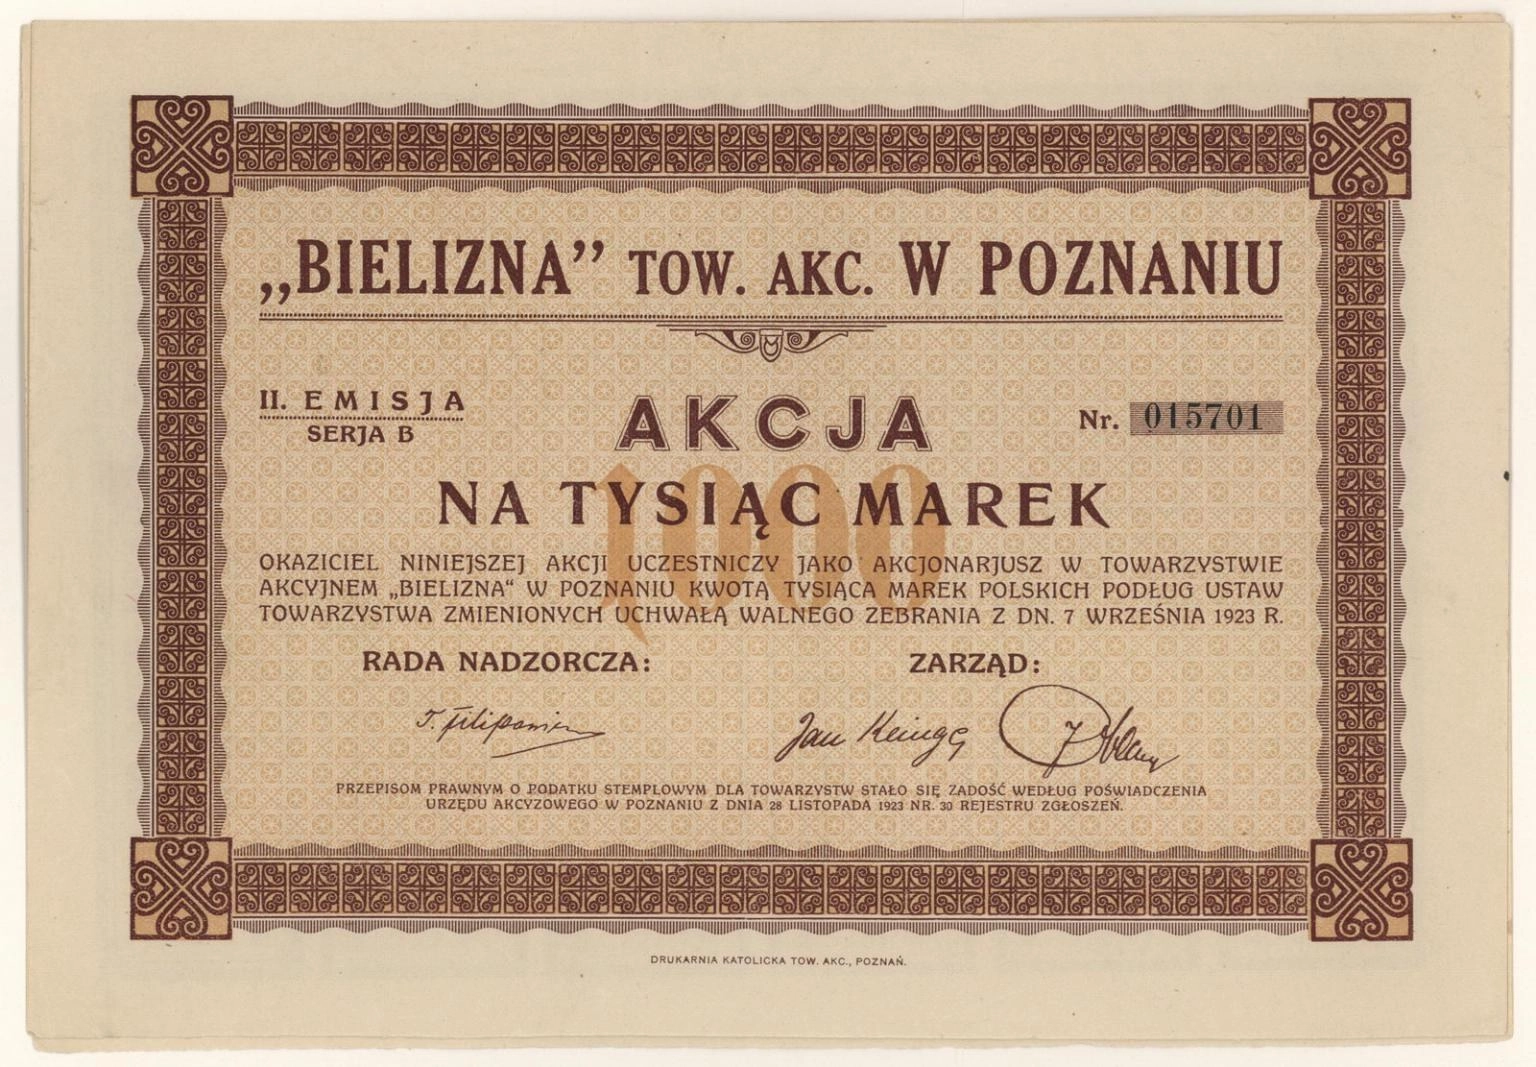 „BIELIZNA” TOW. AKC. W POZNANIU
II. EMISJA
SERJA B
AKCJA
Nr. 015701
1000
NA TYSIĄC MAREK
OKAZICIEL NINIEJSZEJ AKCJI UCZESTNICZY JAKO AKCJONARJUSZ W TOWARZYSTWIE
AKCYJNEM „BIELIZNA“ W POZNANIU KWOTĄ TYSIĄCA MAREK POLSKICH PODŁUG USTAW
TOWARZYSTWA ZMIENIONYCH UCHWAŁĄ WALNEGO ZEBRANIA Z DN. 7 WRZEŚNIA 1923 R.
RADA NADZORCZA:
ZARZĄD:
Jan
PRZEPISOM PRAWNYM O PODATKU STEMPLOWYM DLA TOWARZYSTW STAŁO SIĘ ZADOŚĆ WEDŁUG POŚWIADCZENIA
URZĘDU AKCYZOWEGO W POZNANIU Z DNIA 28 LISTOPADA 1923 NR. 30 REJESTRU ZGŁOSZEŃ.
DRUKARNIA KATOLICKA TOW. AKC., POZNAŃ.